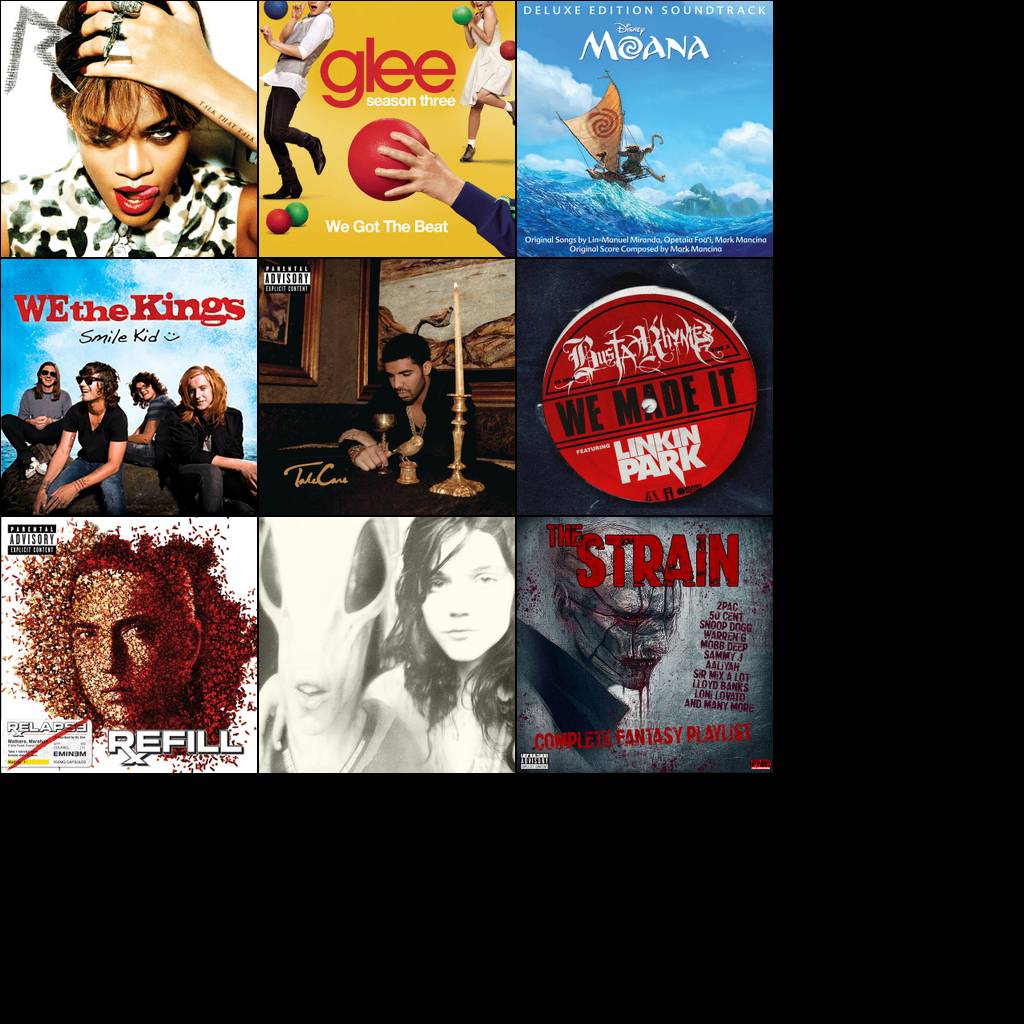 R
TALK THAT TALK
glee
season three
We Got The Beat
DELUXE EDITION SOUNDTRACK
Disney
MOANA
Original Songs by Lin-Manuel Miranda, Opetaia Foa'i, Mark Mancina
Original Score Composed by Mark Mancina
WE the Kings
Smile Kid
PARENTAL
ADVISORY
EXPLICIT CONTENT
Take Care
Busta Rhymes
WE MADE IT
FEATURING
LINKIN
PARK
PARENTAL
ADVISORY
EXPLICIT CONTENT
RELAPSE
EMINEM
REFILL
THE
STRAIN
2PAC
50 CENT
SNOOP DOGG
WARREN G
MOBB DEEP
SAMMY J
AALIYAH
SIR MIX A LOT
LLOYD BANKS
LONI LOVATO
AND MANY MORE
COMPLETE FANTASY PLAYLIST
PARENTAL
ADVISORY
EXPLICIT CONTENT